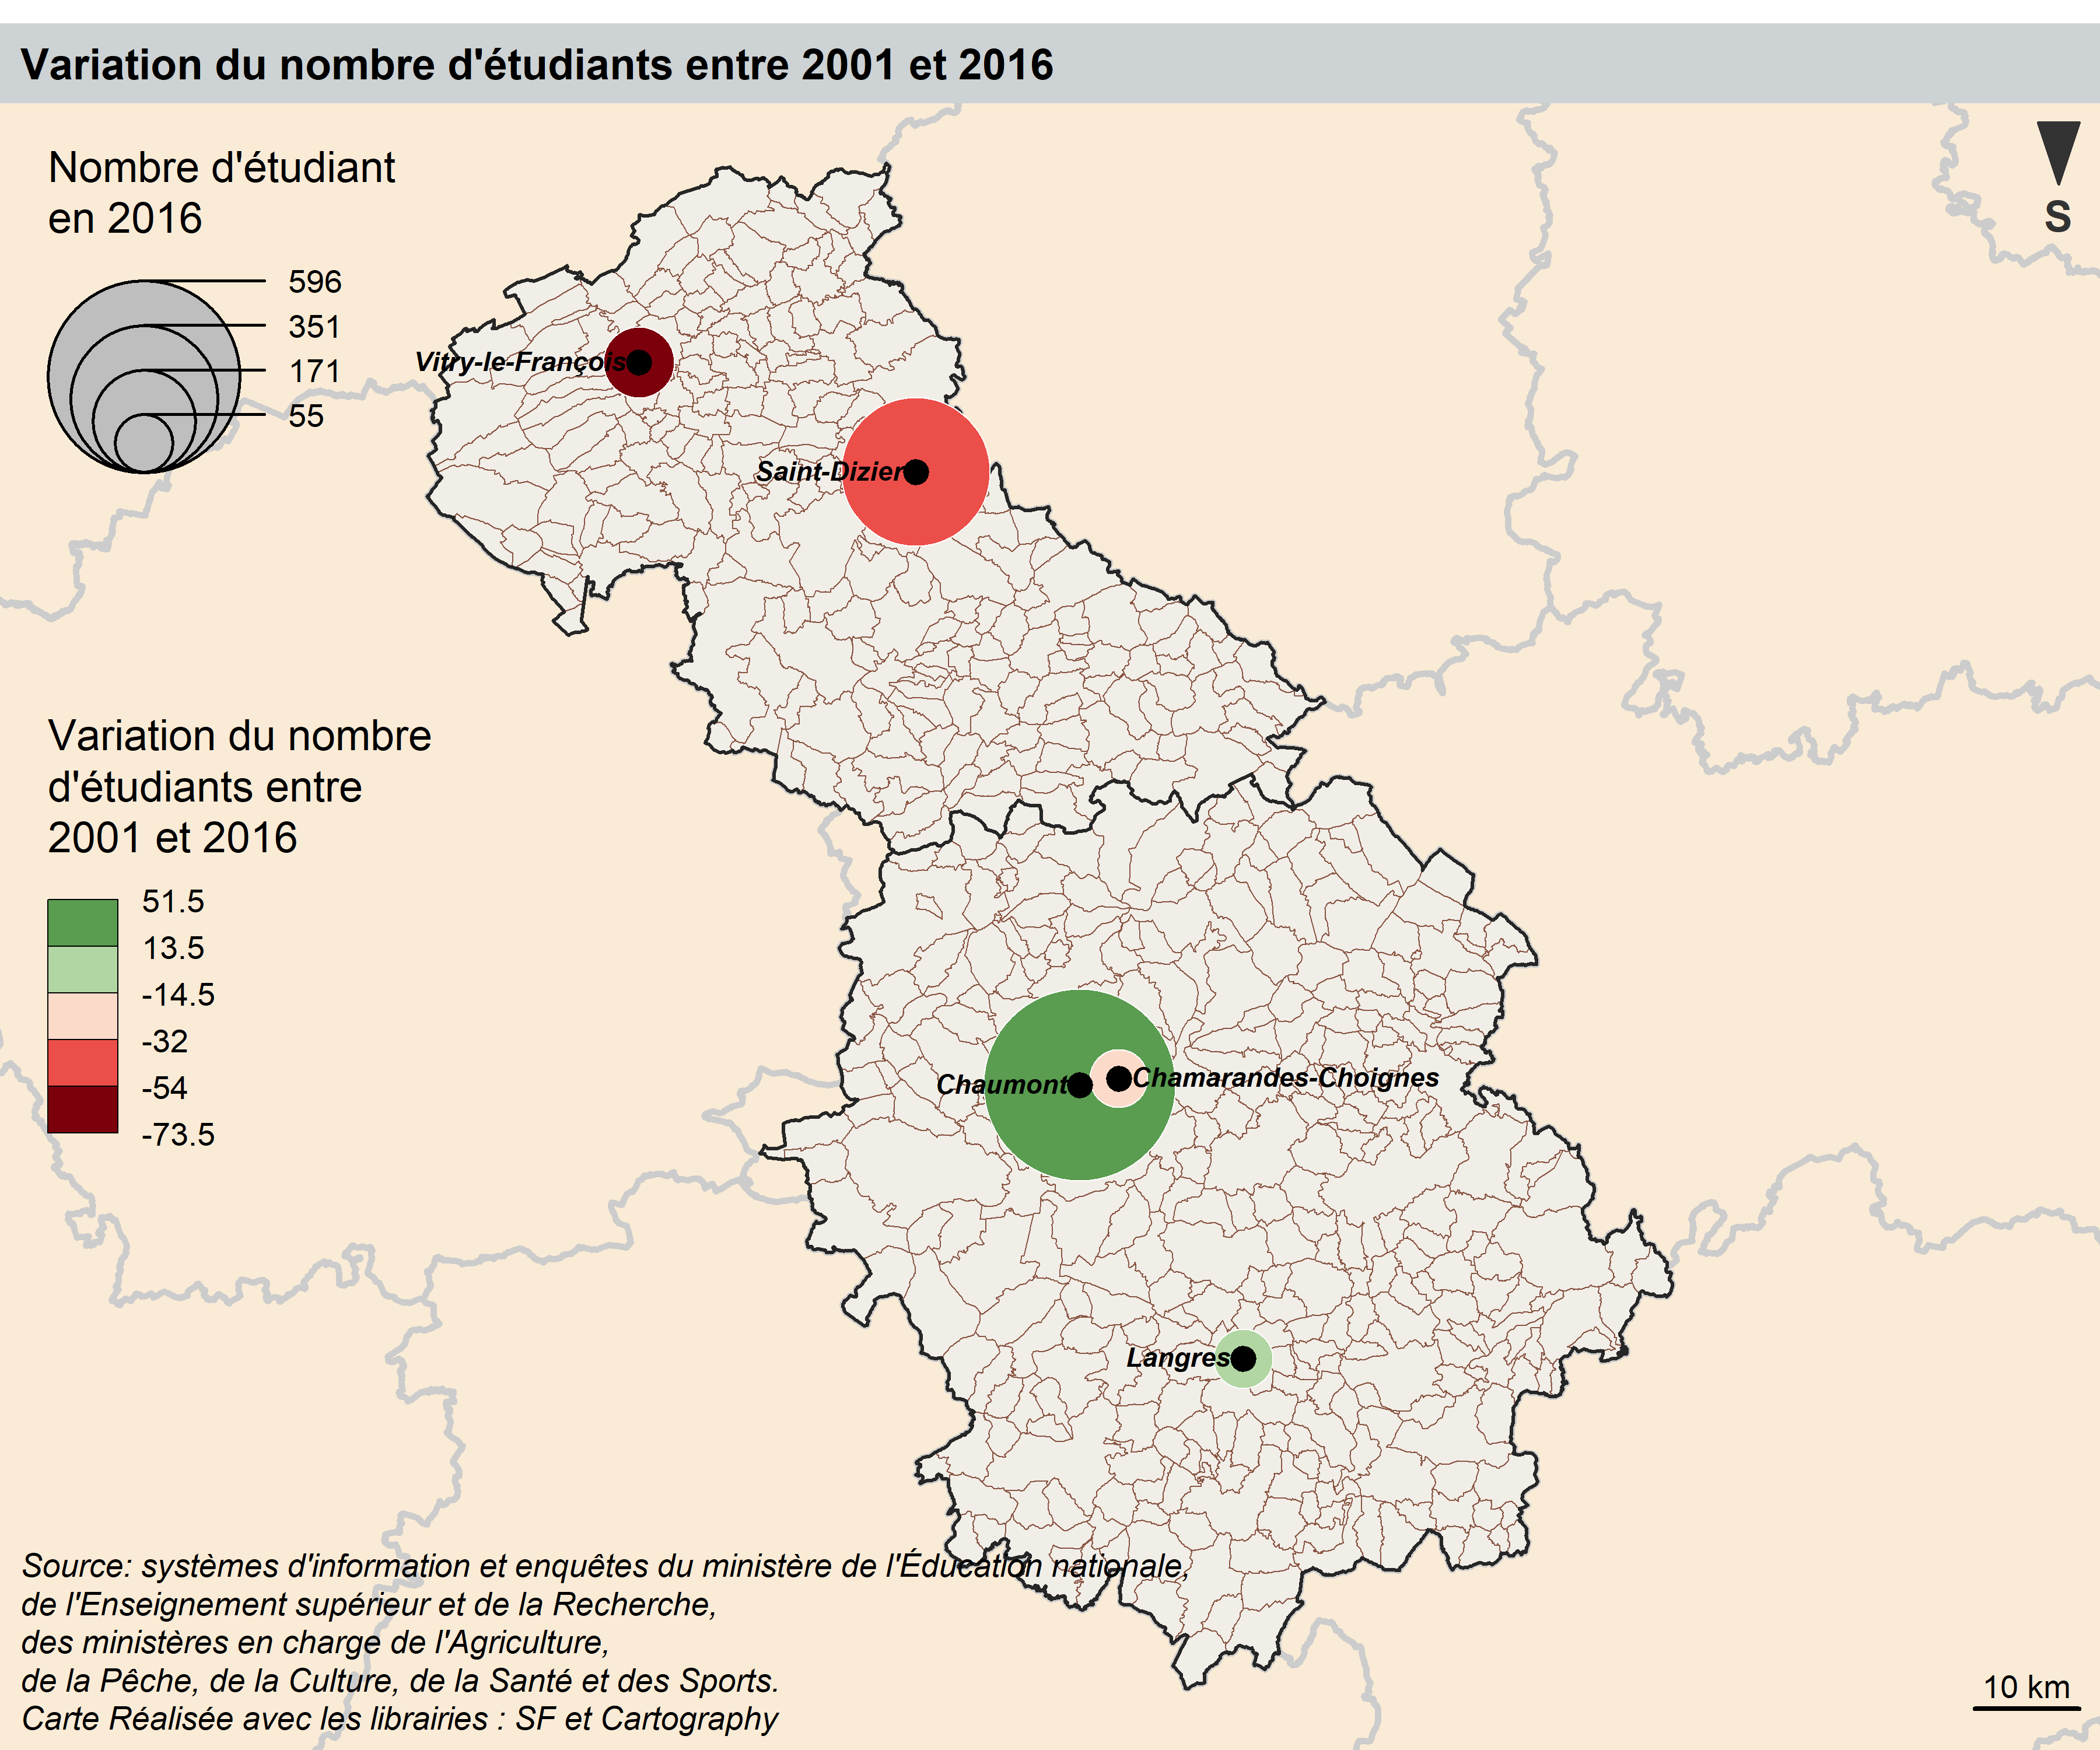 Variation du nombre d'étudiants entre 2001 et 2016
Nombre d'étudiant
en 2016
596
351
171
55
S
Vitry-le-François
Saint-Dizier
Variation du nombre
d'étudiants entre
2001 et 2016
51.5
13.5
-14.5
-32
-54
-73.5
Chaumont
Chamarandes-Choignes
Langres
Source: systèmes d'information et enquêtes du ministère de l'Éducation nationale,
de l'Enseignement supérieur et de la Recherche,
des ministères en charge de l'Agriculture,
de la Pêche, de la Culture, de la Santé et des Sports.
Carte Réalisée avec les librairies : SF et Cartography
10 km